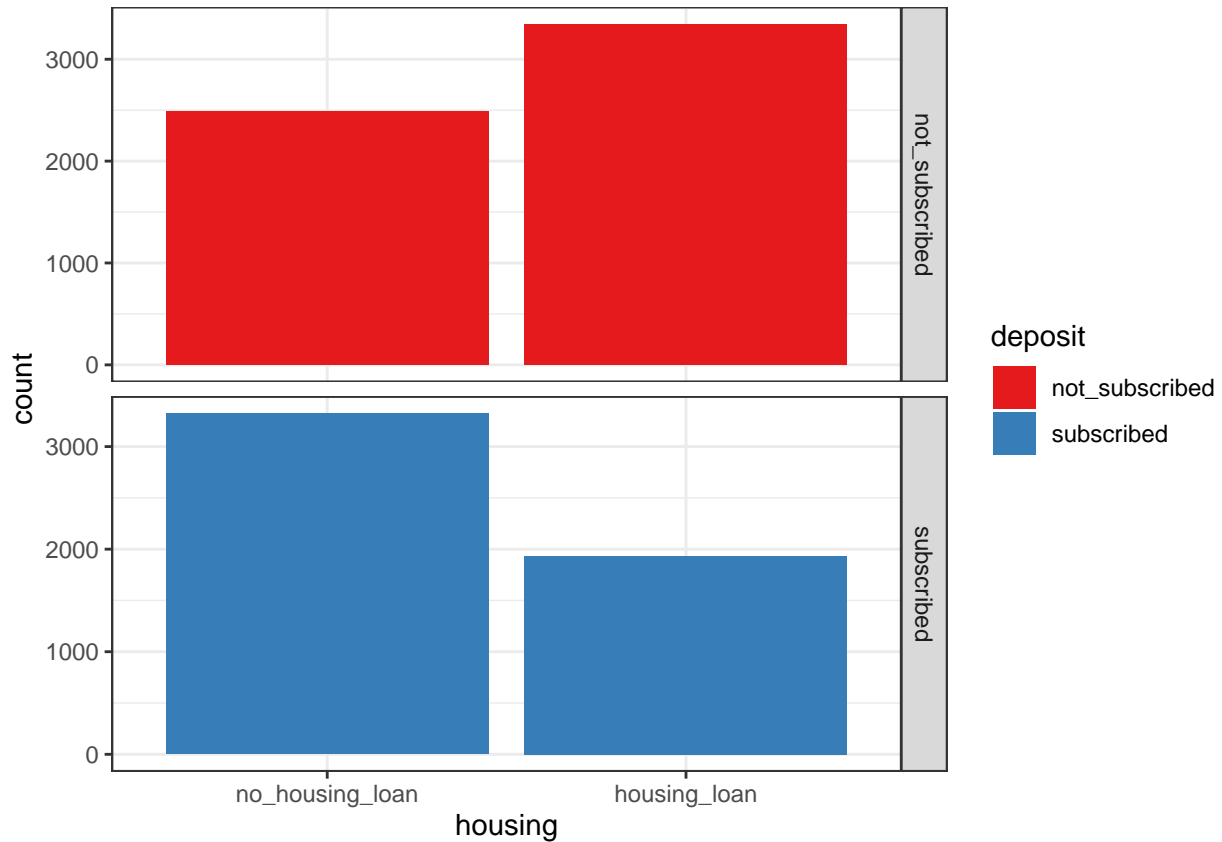 count
3000
2000
1000
0
not_subscribed
3000
2000
1000
0
subscribed
no_housing_loan
housing_loan
housing
deposit
not_subscribed
subscribed